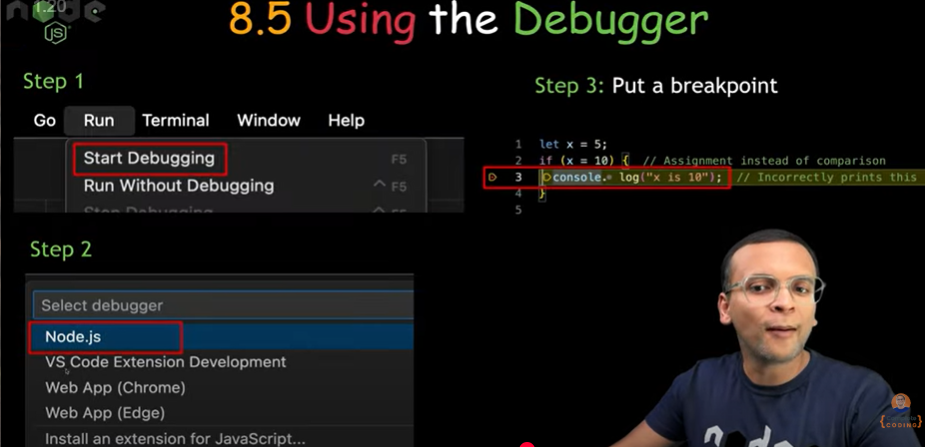 node
1.20
JS
8.5 Using the Debugger
Step 1
Go Run Terminal Window Help
Start Debugging F5
Run Without Debugging ^ F5
Stop Debugging ^ F5
Step 2
Select debugger
Node.js
VS Code Extension Development
Web App (Chrome)
Web App (Edge)
Install an extension for JavaScript...
Step 3: Put a breakpoint
1 let x = 5;
2 if (x = 10) { // Assignment instead of comparison
3 console. log("x is 10"); // Incorrectly prints this
4 }
5
CODING